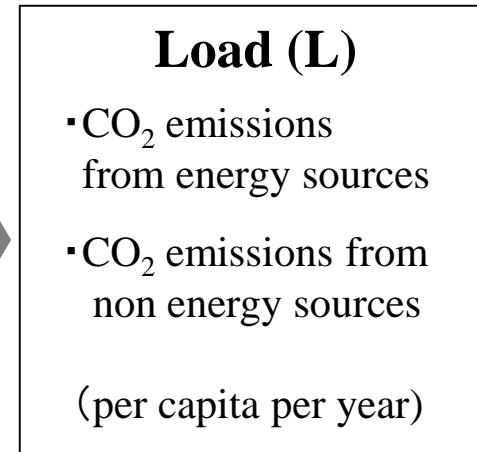 Load (L)
・CO₂ emissions
from energy sources
・CO₂ emissions from
non energy sources
（per capita per year)